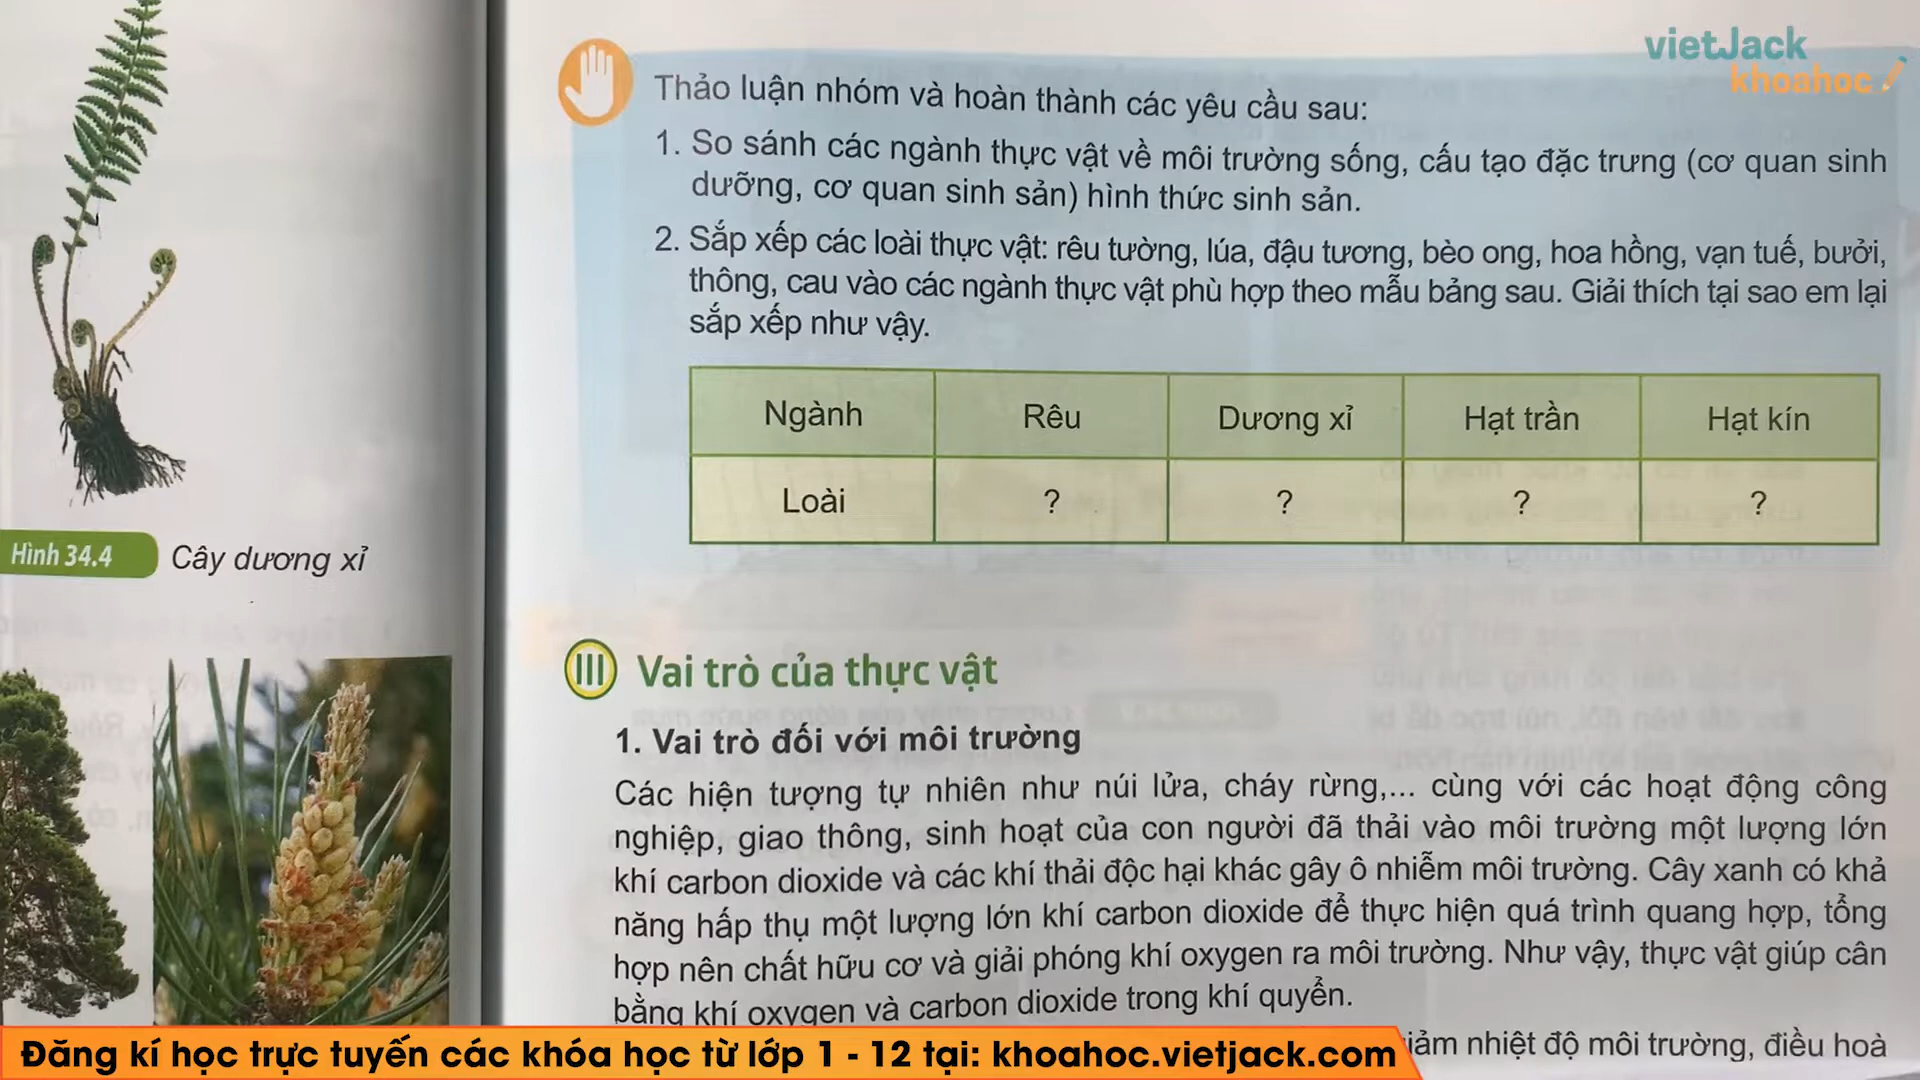 vietJack
khoahoc
Thảo luận nhóm và hoàn thành các yêu cầu sau:
1. So sánh các ngành thực vật về môi trường sống, cấu tạo đặc trưng (cơ quan sinh
dưỡng, cơ quan sinh sản) hình thức sinh sản.
2. Sắp xếp các loài thực vật: rêu tường, lúa, đậu tương, bèo ong, hoa hồng, vạn tuế, bưởi,
thông, cau vào các ngành thực vật phù hợp theo mẫu bảng sau. Giải thích tại sao em lại
sắp xếp như vậy.
Ngành Rêu Dương xỉ Hạt trần Hạt kín
Loài ? ? ? ?
Hình 34.4 Cây dương xỉ
III Vai trò của thực vật
1. Vai trò đối với môi trường
Các hiện tượng tự nhiên như núi lửa, cháy rừng,... cùng với các hoạt động công
nghiệp, giao thông, sinh hoạt của con người đã thải vào môi trường một lượng lớn
khí carbon dioxide và các khí thải độc hại khác gây ô nhiễm môi trường. Cây xanh có khả
năng hấp thụ một lượng lớn khí carbon dioxide để thực hiện quá trình quang hợp, tổng
hợp nên chất hữu cơ và giải phóng khí oxygen ra môi trường. Như vậy, thực vật giúp cân
bằng khí oxygen và carbon dioxide trong khí quyển.
nhiệt độ môi trường, điều hoà
Đăng kí học trực tuyến các khóa học từ lớp 1 - 12 tại: khoahoc.vietjack.com